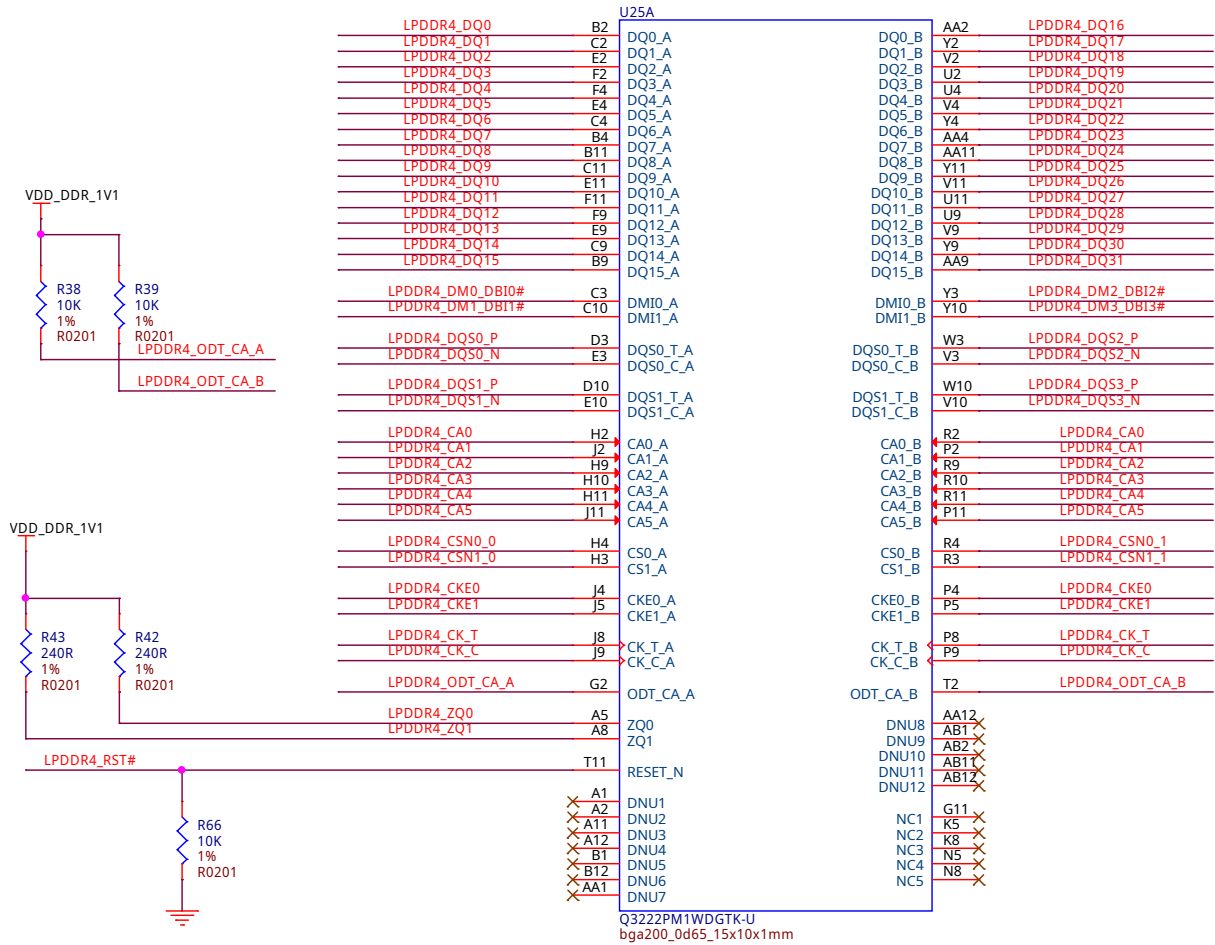 U25A
LPDDR4_DQ0 B2 DQ0_A DQ0_B AA2 LPDDR4_DQ16
LPDDR4_DQ1 C2 DQ1_A DQ1_B Y2 LPDDR4_DQ17
LPDDR4_DQ2 E2 DQ2_A DQ2_B V2 LPDDR4_DQ18
LPDDR4_DQ3 F2 DQ3_A DQ3_B U2 LPDDR4_DQ19
LPDDR4_DQ4 F4 DQ4_A DQ4_B U4 LPDDR4_DQ20
LPDDR4_DQ5 E4 DQ5_A DQ5_B V4 LPDDR4_DQ21
LPDDR4_DQ6 C4 DQ6_A DQ6_B Y4 LPDDR4_DQ22
LPDDR4_DQ7 B4 DQ7_A DQ7_B AA4 LPDDR4_DQ23
LPDDR4_DQ8 B11 DQ8_A DQ8_B AA11 LPDDR4_DQ24
LPDDR4_DQ9 C11 DQ9_A DQ9_B Y11 LPDDR4_DQ25
LPDDR4_DQ10 E11 DQ10_A DQ10_B V11 LPDDR4_DQ26
LPDDR4_DQ11 F11 DQ11_A DQ11_B U11 LPDDR4_DQ27
LPDDR4_DQ12 F9 DQ12_A DQ12_B U9 LPDDR4_DQ28
LPDDR4_DQ13 E9 DQ13_A DQ13_B V9 LPDDR4_DQ29
LPDDR4_DQ14 C9 DQ14_A DQ14_B Y9 LPDDR4_DQ30
LPDDR4_DQ15 B9 DQ15_A DQ15_B AA9 LPDDR4_DQ31
LPDDR4_DM0_DBI0# C3 DMI0_A DMI0_B Y3 LPDDR4_DM2_DBI2#
LPDDR4_DM1_DBI1# C10 DMI1_A DMI1_B Y10 LPDDR4_DM3_DBI3#
LPDDR4_DQS0_P D3 DQS0_T_A DQS0_T_B W3 LPDDR4_DQS2_P
LPDDR4_DQS0_N E3 DQS0_C_A DQS0_C_B V3 LPDDR4_DQS2_N
LPDDR4_DQS1_P D10 DQS1_T_A DQS1_T_B W10 LPDDR4_DQS3_P
LPDDR4_DQS1_N E10 DQS1_C_A DQS1_C_B V10 LPDDR4_DQS3_N
LPDDR4_CA0 H2 CA0_A CA0_B R2 LPDDR4_CA0
LPDDR4_CA1 J2 CA1_A CA1_B P2 LPDDR4_CA1
LPDDR4_CA2 H9 CA2_A CA2_B R9 LPDDR4_CA2
LPDDR4_CA3 H10 CA3_A CA3_B R10 LPDDR4_CA3
LPDDR4_CA4 H11 CA4_A CA4_B R11 LPDDR4_CA4
LPDDR4_CA5 J11 CA5_A CA5_B P11 LPDDR4_CA5
LPDDR4_CSN0_0 H4 CS0_A CS0_B R4 LPDDR4_CSN0_1
LPDDR4_CSN1_0 H3 CS1_A CS1_B R3 LPDDR4_CSN1_1
LPDDR4_CKE0 J4 CKE0_A CKE0_B P4 LPDDR4_CKE0
LPDDR4_CKE1 J5 CKE1_A CKE1_B P5 LPDDR4_CKE1
LPDDR4_CK_T J8 CK_T_A CK_T_B P8 LPDDR4_CK_T
LPDDR4_CK_C J9 CK_C_A CK_C_B P9 LPDDR4_CK_C
LPDDR4_ODT_CA_A G2 ODT_CA_A ODT_CA_B T2 LPDDR4_ODT_CA_B
LPDDR4_ZQ0 A5 ZQ0 DNU8 AA12
LPDDR4_ZQ1 A8 ZQ1 DNU9 AB1
DNU10 AB2
LPDDR4_RST# T11 RESET_N DNU11 AB11
DNU12 AB12
A1 DNU1
A2 DNU2 NC1 G11
A11 DNU3 NC2 K5
A12 DNU4 NC3 K8
B1 DNU5 NC4 N5
B12 DNU6 NC5 N8
AA1 DNU7
Q3222PM1WDGTK-U
bga200_0d65_15x10x1mm
VDD_DDR_1V1
R38 R39
10K 10K
1% 1%
R0201 R0201
LPDDR4_ODT_CA_A
LPDDR4_ODT_CA_B
VDD_DDR_1V1
R43 R42
240R 240R
1% 1%
R0201 R0201
R66
10K
1%
R0201